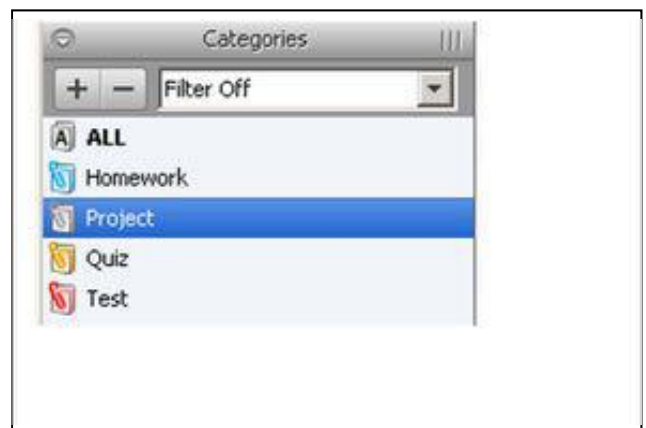 Categories
+ − Filter Off
A ALL
Homework
Project
Quiz
Test